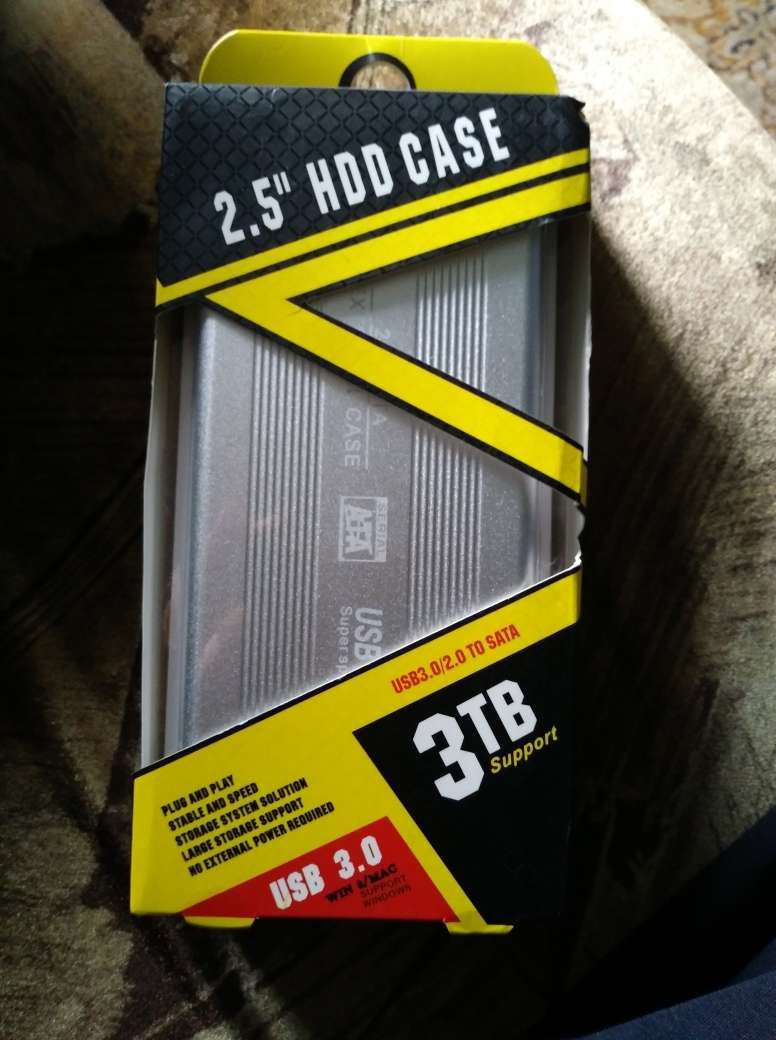 2.5" HDD CASE
CASE
SERIAL
ATA
USB
USB3.0/2.0 TO SATA
3TB
Support
PLUG AND PLAY
STABLE AND SPEED
STORAGE SYSTEM SOLUTION
LARGE STORAGE SUPPORT
NO EXTERNAL POWER REQUIRED
USB 3.0
WIN 8/MAC
SUPPORT
WINDOWS